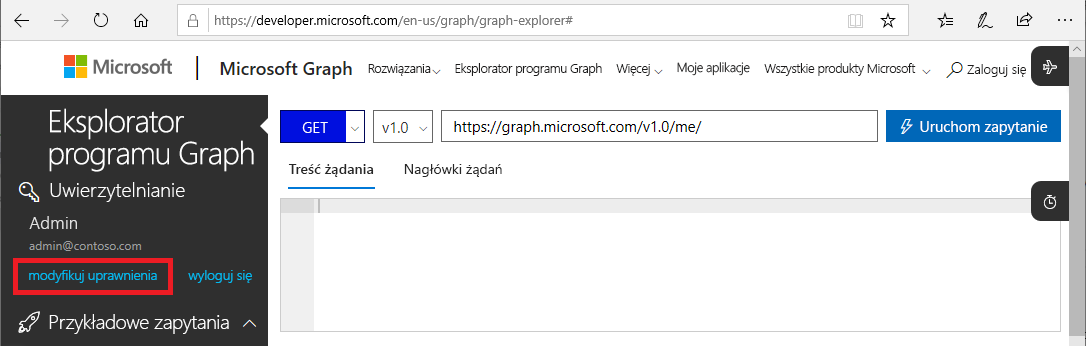 https://developer.microsoft.com/en-us/graph/graph-explorer#
Microsoft | Microsoft Graph Rozwiązania Eksplorator programu Graph Więcej Moje aplikacje Wszystkie produkty Microsoft Zaloguj się
Eksplorator
programu Graph
GET v1.0 https://graph.microsoft.com/v1.0/me/ Uruchom zapytanie
Treść żądania Nagłówki żądań
Uwierzytelnianie
Admin
admin@contoso.com
modyfikuj uprawnienia wyloguj się
Przykładowe zapytania